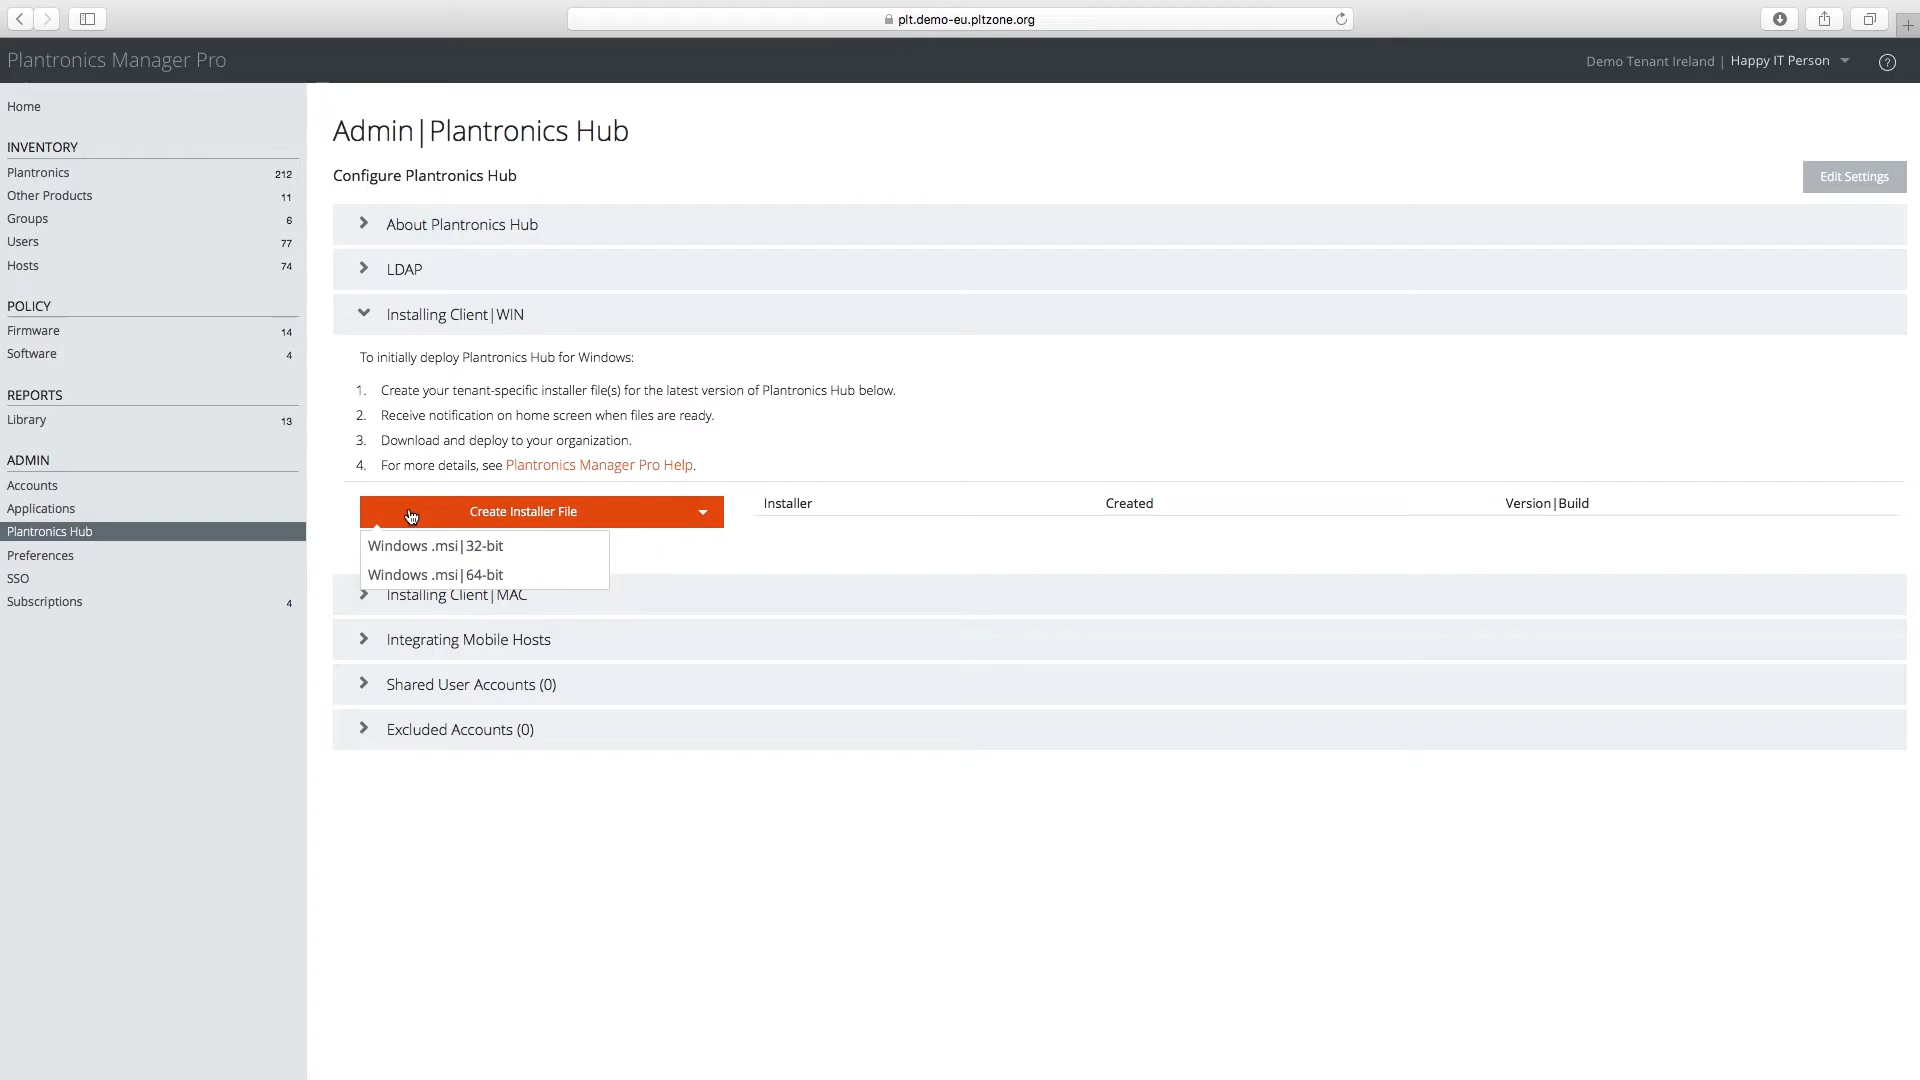 plt.demo-eu.pltzone.org
Plantronics Manager Pro
Demo Tenant Ireland | Happy IT Person
?
Home
INVENTORY
Plantronics 212
Other Products 11
Groups 6
Users 77
Hosts 74
POLICY
Firmware 14
Software 4
REPORTS
Library 13
ADMIN
Accounts
Applications
Plantronics Hub
Preferences
SSO
Subscriptions 4
Admin|Plantronics Hub
Configure Plantronics Hub
Edit Settings
About Plantronics Hub
LDAP
Installing Client|WIN
To initially deploy Plantronics Hub for Windows:
1. Create your tenant-specific installer file(s) for the latest version of Plantronics Hub below.
2. Receive notification on home screen when files are ready.
3. Download and deploy to your organization.
4. For more details, see Plantronics Manager Pro Help.
Create Installer File
Installer Created Version|Build
Windows .msi|32-bit
Windows .msi|64-bit
Installing Client|MAC
Integrating Mobile Hosts
Shared User Accounts (0)
Excluded Accounts (0)